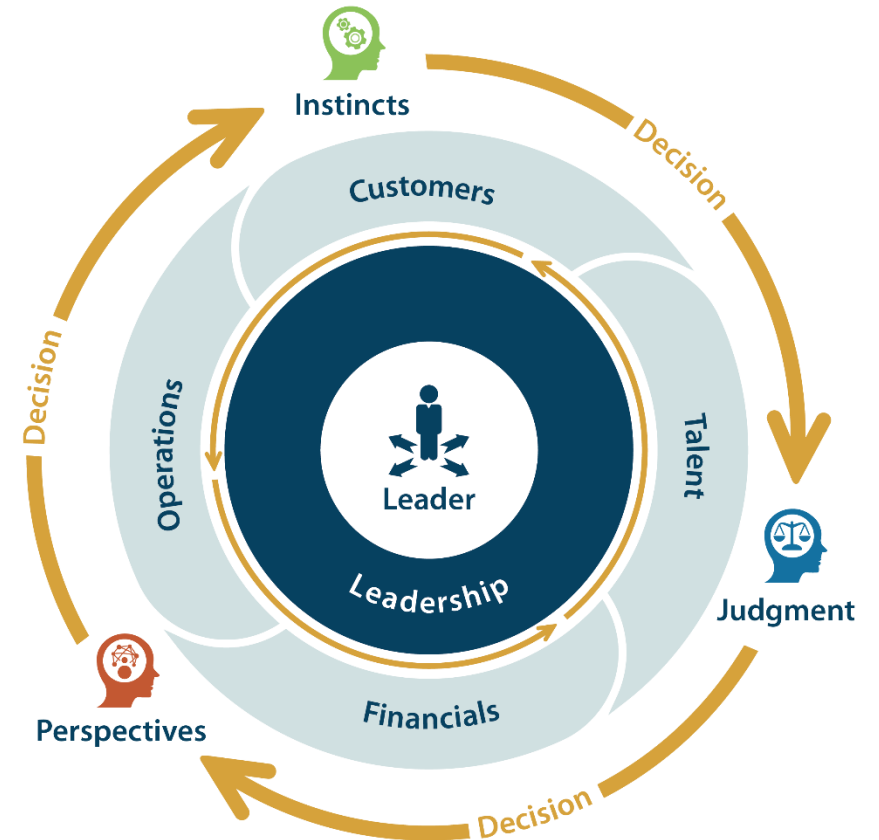 Instincts
Decision
Customers
Decision
Operations
Talent
Leader
Leadership
Judgment
Financials
Perspectives
Decision